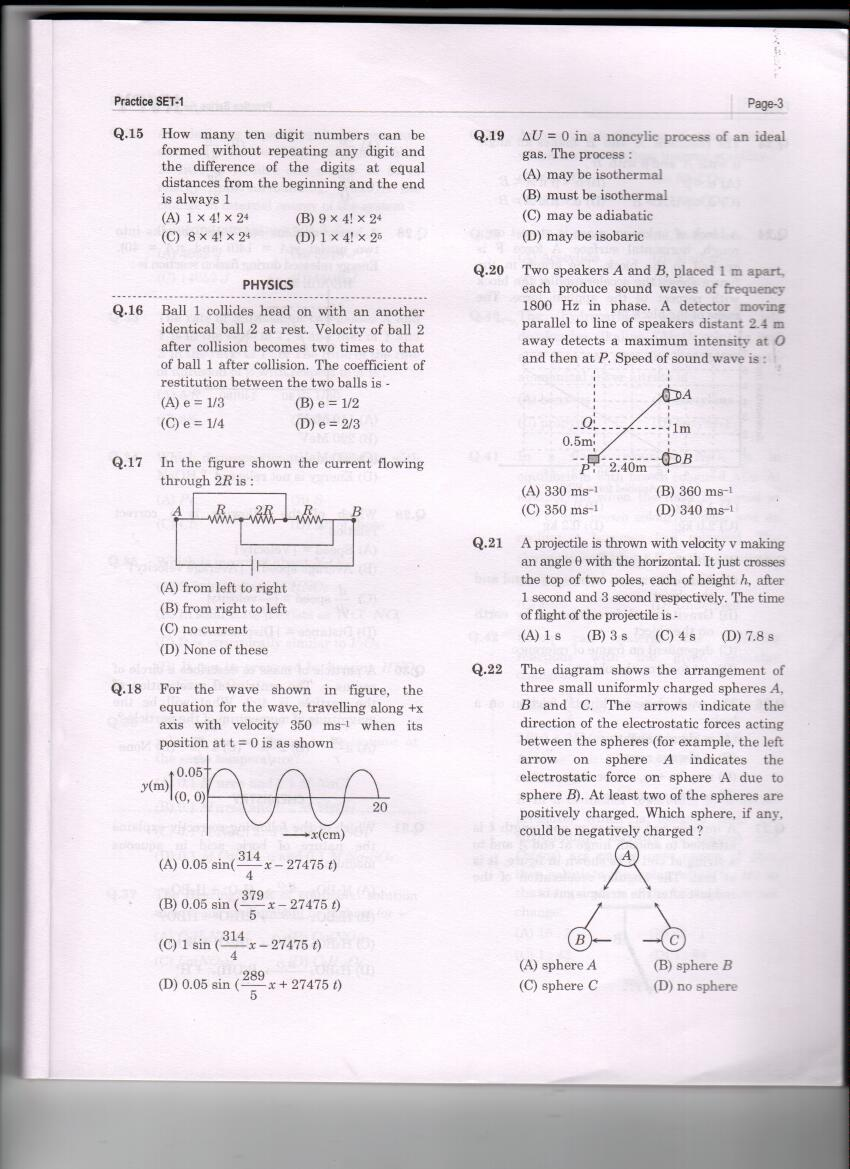 Practice SET-1
Page-3
Q.15 How many ten digit numbers can be
formed without repeating any digit and
the difference of the digits at equal
distances from the beginning and the end
is always 1
(A) 1 × 4! × 2⁴ (B) 9 × 4! × 2⁴
(C) 8 × 4! × 2⁴ (D) 1 × 4! × 2⁵
PHYSICS
Q.16 Ball 1 collides head on with an another
identical ball 2 at rest. Velocity of ball 2
after collision becomes two times to that
of ball 1 after collision. The coefficient of
restitution between the two balls is -
(A) e = 1/3 (B) e = 1/2
(C) e = 1/4 (D) e = 2/3
Q.17 In the figure shown the current flowing
through 2R is :
A R 2R R B
(A) from left to right
(B) from right to left
(C) no current
(D) None of these
Q.18 For the wave shown in figure, the
equation for the wave, travelling along +x
axis with velocity 350 ms⁻¹ when its
position at t = 0 is as shown
0.05
y(m)
(0, 0)
20
x(cm)
(A) 0.05 sin(314/4 x – 27475 t)
(B) 0.05 sin (379/5 x – 27475 t)
(C) 1 sin (314/4 x – 27475 t)
(D) 0.05 sin (289/5 x + 27475 t)
Q.19 ΔU = 0 in a noncylic process of an ideal
gas. The process :
(A) may be isothermal
(B) must be isothermal
(C) may be adiabatic
(D) may be isobaric
Q.20 Two speakers A and B, placed 1 m apart,
each produce sound waves of frequency
1800 Hz in phase. A detector moving
parallel to line of speakers distant 2.4 m
away detects a maximum intensity at O
and then at P. Speed of sound wave is :
A
O
1m
0.5m
B
P 2.40m
(A) 330 ms⁻¹ (B) 360 ms⁻¹
(C) 350 ms⁻¹ (D) 340 ms⁻¹
Q.21 A projectile is thrown with velocity v making
an angle θ with the horizontal. It just crosses
the top of two poles, each of height h, after
1 second and 3 second respectively. The time
of flight of the projectile is -
(A) 1 s (B) 3 s (C) 4 s (D) 7.8 s
Q.22 The diagram shows the arrangement of
three small uniformly charged spheres A,
B and C. The arrows indicate the
direction of the electrostatic forces acting
between the spheres (for example, the left
arrow on sphere A indicates the
electrostatic force on sphere A due to
sphere B). At least two of the spheres are
positively charged. Which sphere, if any,
could be negatively charged ?
A
B C
(A) sphere A (B) sphere B
(C) sphere C (D) no sphere